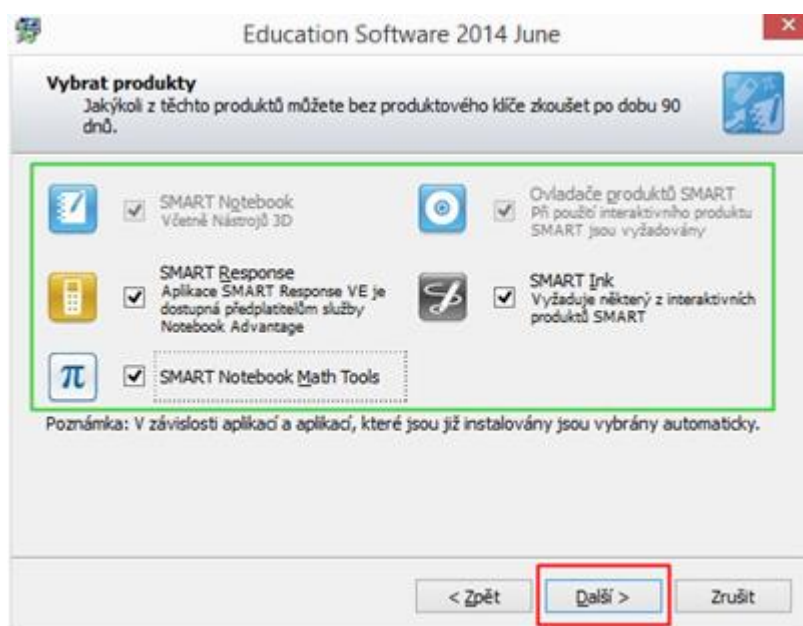 Education Software 2014 June
Vybrat produkty
Jakýkoli z těchto produktů můžete bez produktového klíče zkoušet po dobu 90
dnů.
SMART Notebook
Včetně Nástrojů 3D
Ovladače produktů SMART
Při použití interaktivního produktu
SMART jsou vyžadovány
SMART Response
Aplikace SMART Response VE je
dostupná předplatitelům služby
Notebook Advantage
SMART Ink
Vyžaduje některý z interaktivních
produktů SMART
π
SMART Notebook Math Tools
Poznámka: V závislosti aplikací a aplikací, které jsou již instalovány jsou vybrány automaticky.
< Zpět
Další >
Zrušit